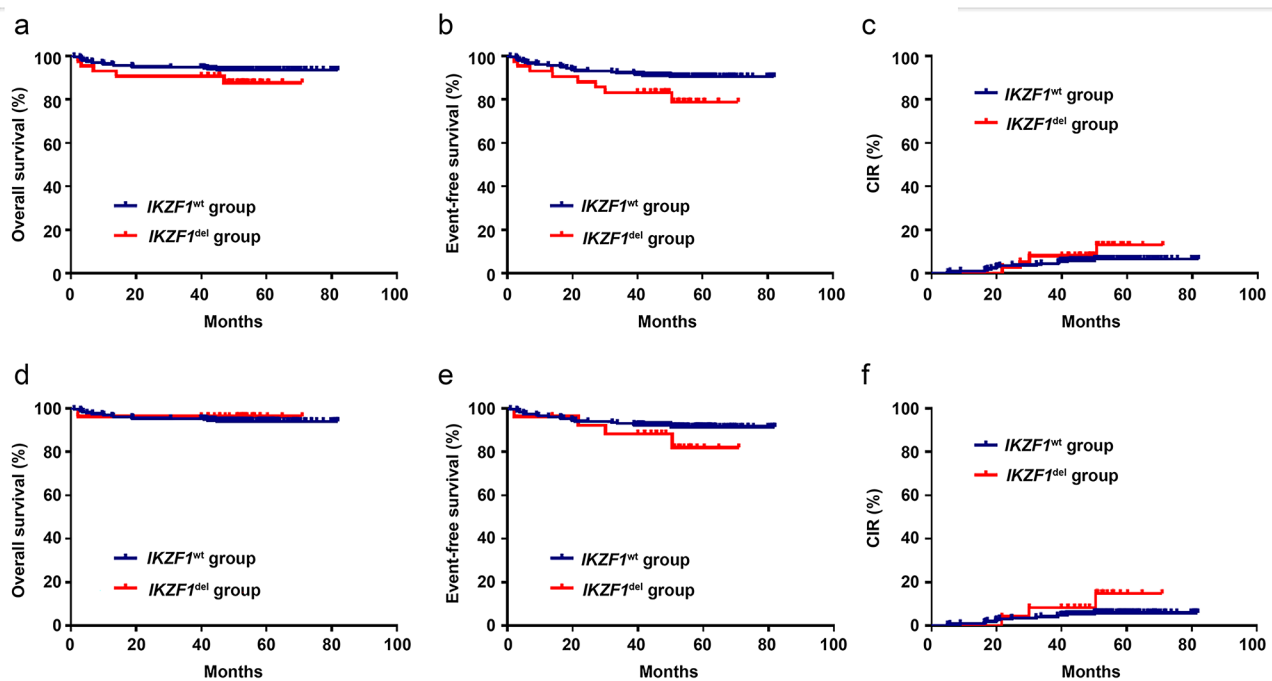 a
Overall survival (%)
100
80
60
40
20
0
0 20 40 60 80 100
Months
IKZF1wt group
IKZF1del group
b
Event-free survival (%)
100
80
60
40
20
0
0 20 40 60 80 100
Months
IKZF1wt group
IKZF1del group
c
CIR (%)
100
80
60
40
20
0
0 20 40 60 80 100
Months
IKZF1wt group
IKZF1del group
d
Overall survival (%)
100
80
60
40
20
0
0 20 40 60 80 100
Months
IKZF1wt group
IKZF1del group
e
Event-free survival (%)
100
80
60
40
20
0
0 20 40 60 80 100
Months
IKZF1wt group
IKZF1del group
f
CIR (%)
100
80
60
40
20
0
0 20 40 60 80 100
Months
IKZF1wt group
IKZF1del group